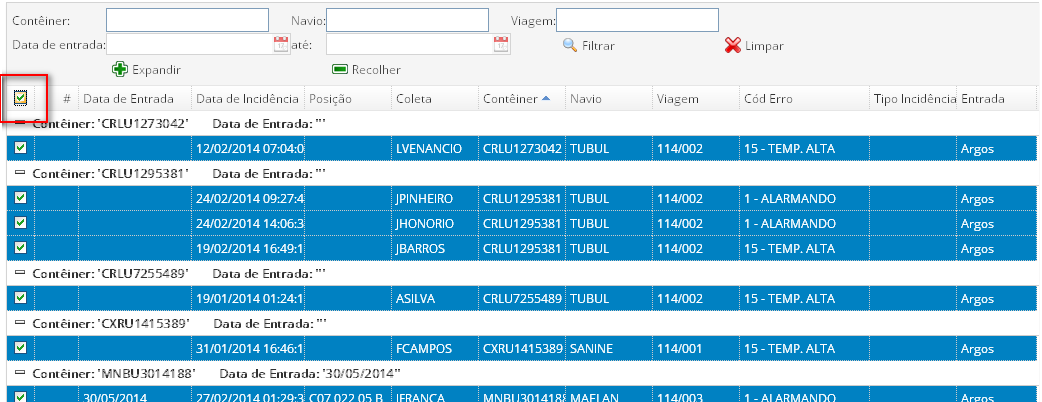 Contêiner: Navio: Viagem:
Data de entrada: até: Filtrar Limpar
Expandir Recolher
# Data de Entrada Data de Incidência Posição Coleta Contêiner Navio Viagem Cód Erro Tipo Incidência Entrada
Contêiner: 'CRLU1273042' Data de Entrada: ''
12/02/2014 07:04:0 LVENANCIO CRLU1273042 TUBUL 114/002 15 - TEMP. ALTA Argos
Contêiner: 'CRLU1295381' Data de Entrada: ''
24/02/2014 09:27:4 JPINHEIRO CRLU1295381 TUBUL 114/002 1 - ALARMANDO Argos
24/02/2014 14:06:3 JHONORIO CRLU1295381 TUBUL 114/002 1 - ALARMANDO Argos
19/02/2014 16:49:1 JBARROS CRLU1295381 TUBUL 114/002 15 - TEMP. ALTA Argos
Contêiner: 'CRLU7255489' Data de Entrada: ''
19/01/2014 01:24:1 ASILVA CRLU7255489 TUBUL 114/002 15 - TEMP. ALTA Argos
Contêiner: 'CXRU1415389' Data de Entrada: ''
31/01/2014 16:46:1 FCAMPOS CXRU1415389 SANINE 114/001 15 - TEMP. ALTA Argos
Contêiner: 'MNBU3014188' Data de Entrada: '30/05/2014''
30/05/2014 27/02/2014 01:29:3 C07 022 05 B JFRANCA MNBU3014188 MAELAN 114/003 1 - ALARMANDO Argos